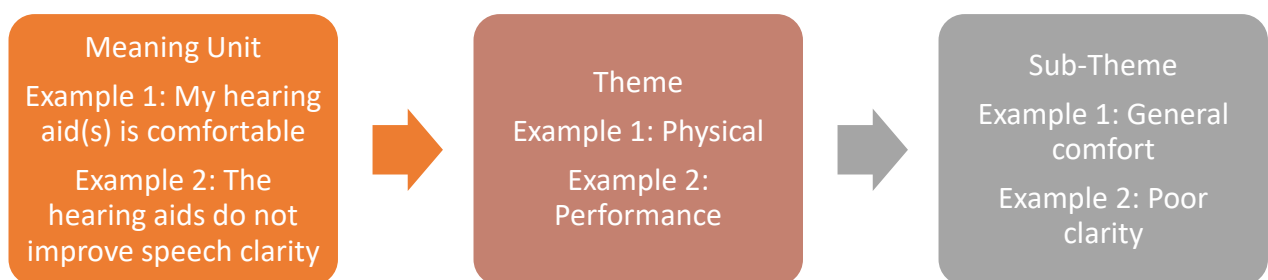 Meaning Unit
Example 1: My hearing
aid(s) is comfortable
Example 2: The
hearing aids do not
improve speech clarity
Theme
Example 1: Physical
Example 2:
Performance
Sub-Theme
Example 1: General
comfort
Example 2: Poor
clarity